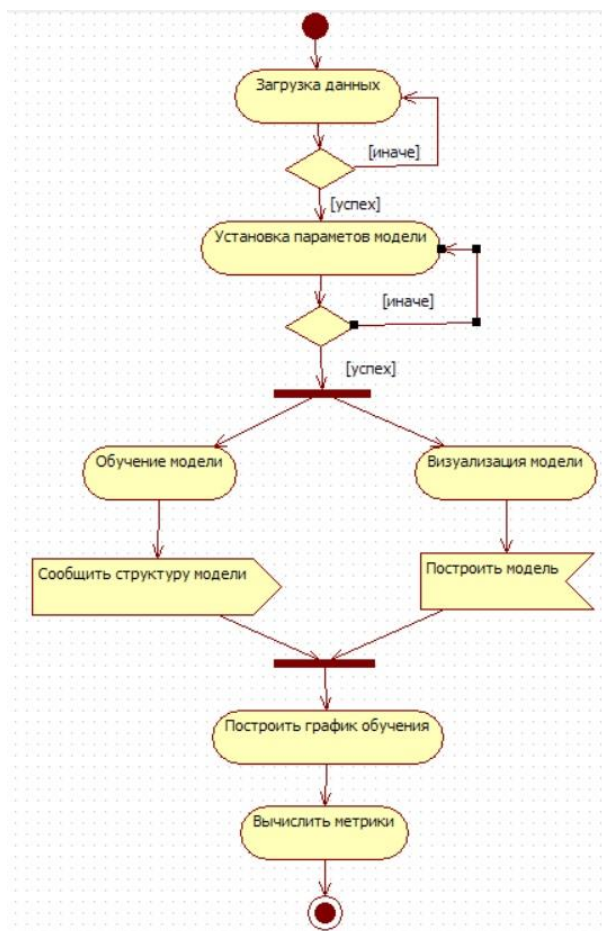 Загрузка данных
[иначе]
[успех]
Установка параметов модели
[иначе]
[успех]
Обучение модели
Визуализация модели
Сообщить структуру модели
Построить модель
Построить график обучения
Вычислить метрики